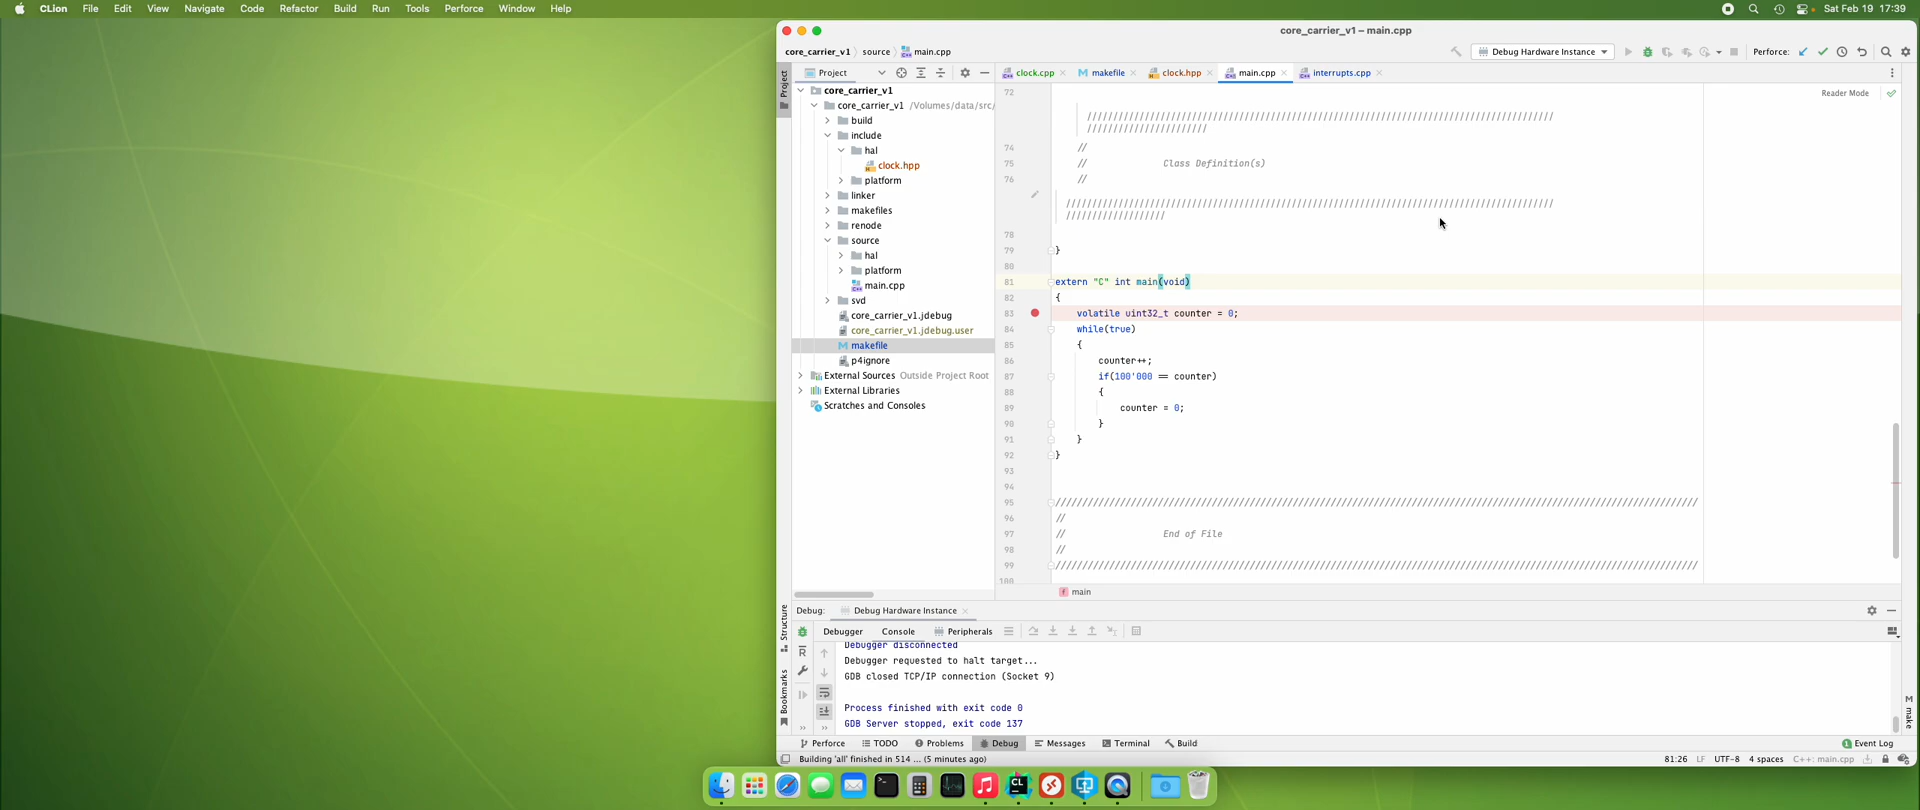 CLion File Edit View Navigate Code Refactor Build Run Tools Perforce Window Help
Sat Feb 19 17:39
core_carrier_v1 – main.cpp
core_carrier_v1 source main.cpp
Debug Hardware Instance
Perforce:
Project
clock.cpp makefile clock.hpp main.cpp interrupts.cpp
Reader Mode
Project
core_carrier_v1
core_carrier_v1 /Volumes/data/src/
build
include
hal
clock.hpp
platform
linker
makefiles
renode
source
hal
platform
main.cpp
svd
core_carrier_v1.jdebug
core_carrier_v1.jdebug.user
makefile
p4ignore
External Sources Outside Project Root
External Libraries
Scratches and Consoles
72
74 //
75 // Class Definition(s)
76 //
78
79 }
80
81 extern "C" int main(void)
82 {
83 volatile uint32_t counter = 0;
84 while(true)
85 {
86 counter++;
87 if(100'000 == counter)
88 {
89 counter = 0;
90 }
91 }
92 }
93
94
95
96 //
97 // End of File
98 //
99
100
main
Structure
Bookmarks
make
Debug: Debug Hardware Instance
Debugger Console Peripherals
Debugger disconnected
Debugger requested to halt target...
GDB closed TCP/IP connection (Socket 9)
Process finished with exit code 0
GDB Server stopped, exit code 137
Perforce TODO Problems Debug Messages Terminal Build
1 Event Log
Building 'all' finished in 514 ... (5 minutes ago)
81:26 LF UTF-8 4 spaces C++: main.cpp